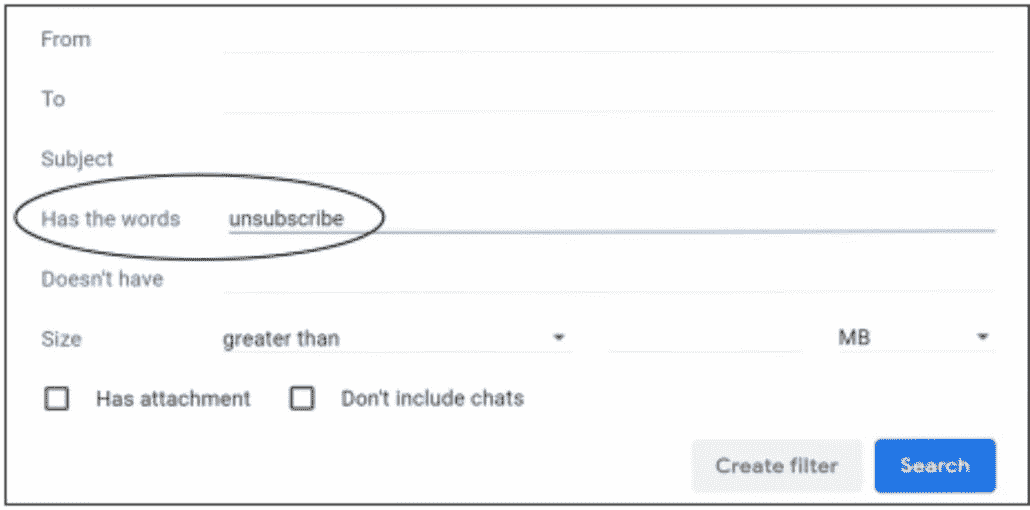 From
To
Subject
Has the words unsubscribe
Doesn't have
Size greater than MB
Has attachment Don't include chats
Create filter Search